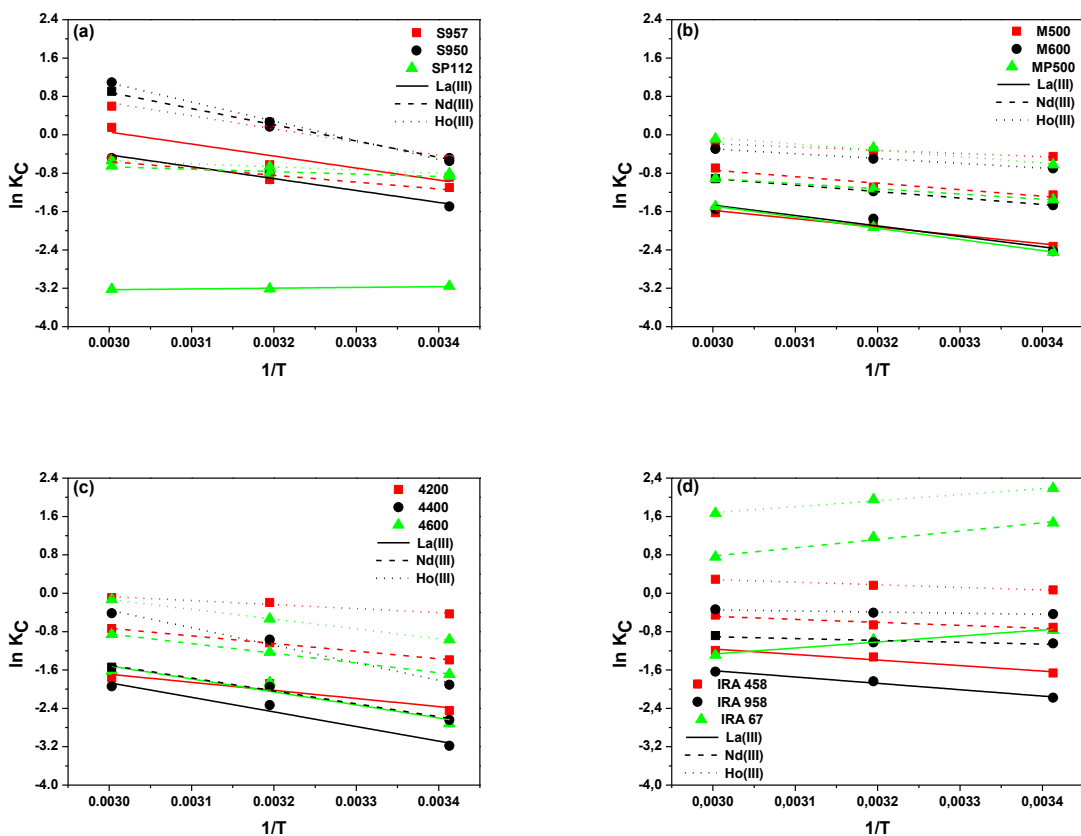 (a)
S957
S950
SP112
La(III)
Nd(III)
Ho(III)
2.4
1.6
0.8
0.0
-0.8
-1.6
-2.4
-3.2
-4.0
ln K_C
0.0030 0.0031 0.0032 0.0033 0.0034
1/T
(b)
M500
M600
MP500
La(III)
Nd(III)
Ho(III)
2.4
1.6
0.8
0.0
-0.8
-1.6
-2.4
-3.2
-4.0
ln K_C
0.0030 0.0031 0.0032 0.0033 0.0034
1/T
(c)
4200
4400
4600
La(III)
Nd(III)
Ho(III)
2.4
1.6
0.8
0.0
-0.8
-1.6
-2.4
-3.2
-4.0
ln K_C
0.0030 0.0031 0.0032 0.0033 0.0034
1/T
(d)
2,4
1,6
0,8
0,0
-0,8
-1,6
-2,4
-3,2
-4,0
ln K_C
IRA 458
IRA 958
IRA 67
La(III)
Nd(III)
Ho(III)
0,0030 0,0031 0,0032 0,0033 0,0034
1/T